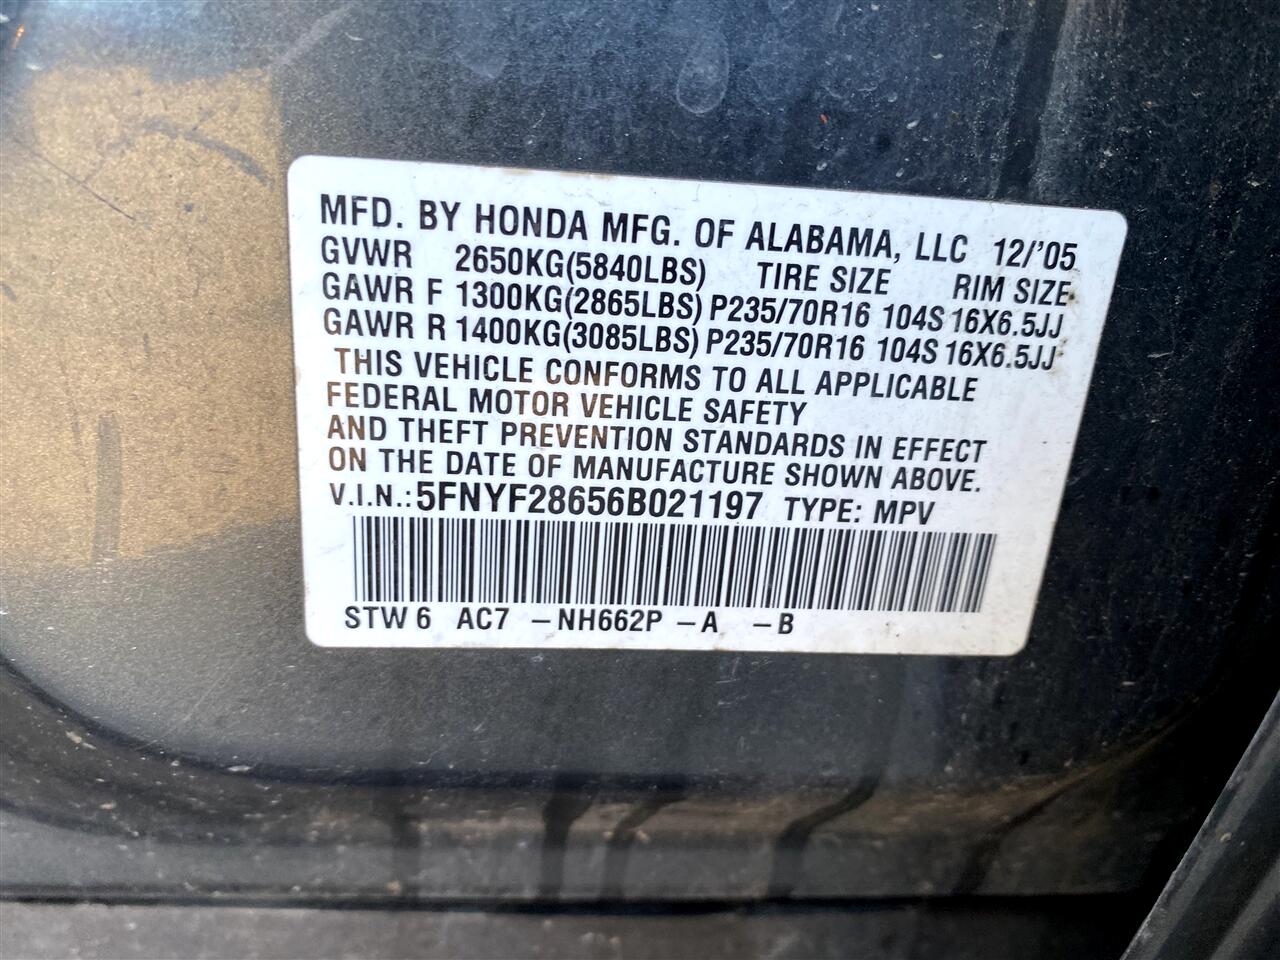 MFD. BY HONDA MFG. OF ALABAMA, LLC 12/'05
GVWR 2650KG(5840LBS) TIRE SIZE RIM SIZE
GAWR F 1300KG(2865LBS) P235/70R16 104S 16X6.5JJ
GAWR R 1400KG(3085LBS) P235/70R16 104S 16X6.5JJ
THIS VEHICLE CONFORMS TO ALL APPLICABLE
FEDERAL MOTOR VEHICLE SAFETY
AND THEFT PREVENTION STANDARDS IN EFFECT
ON THE DATE OF MANUFACTURE SHOWN ABOVE.
V.I.N.: 5FNYF28656B021197 TYPE: MPV
STW 6 AC7 –NH662P –A –B